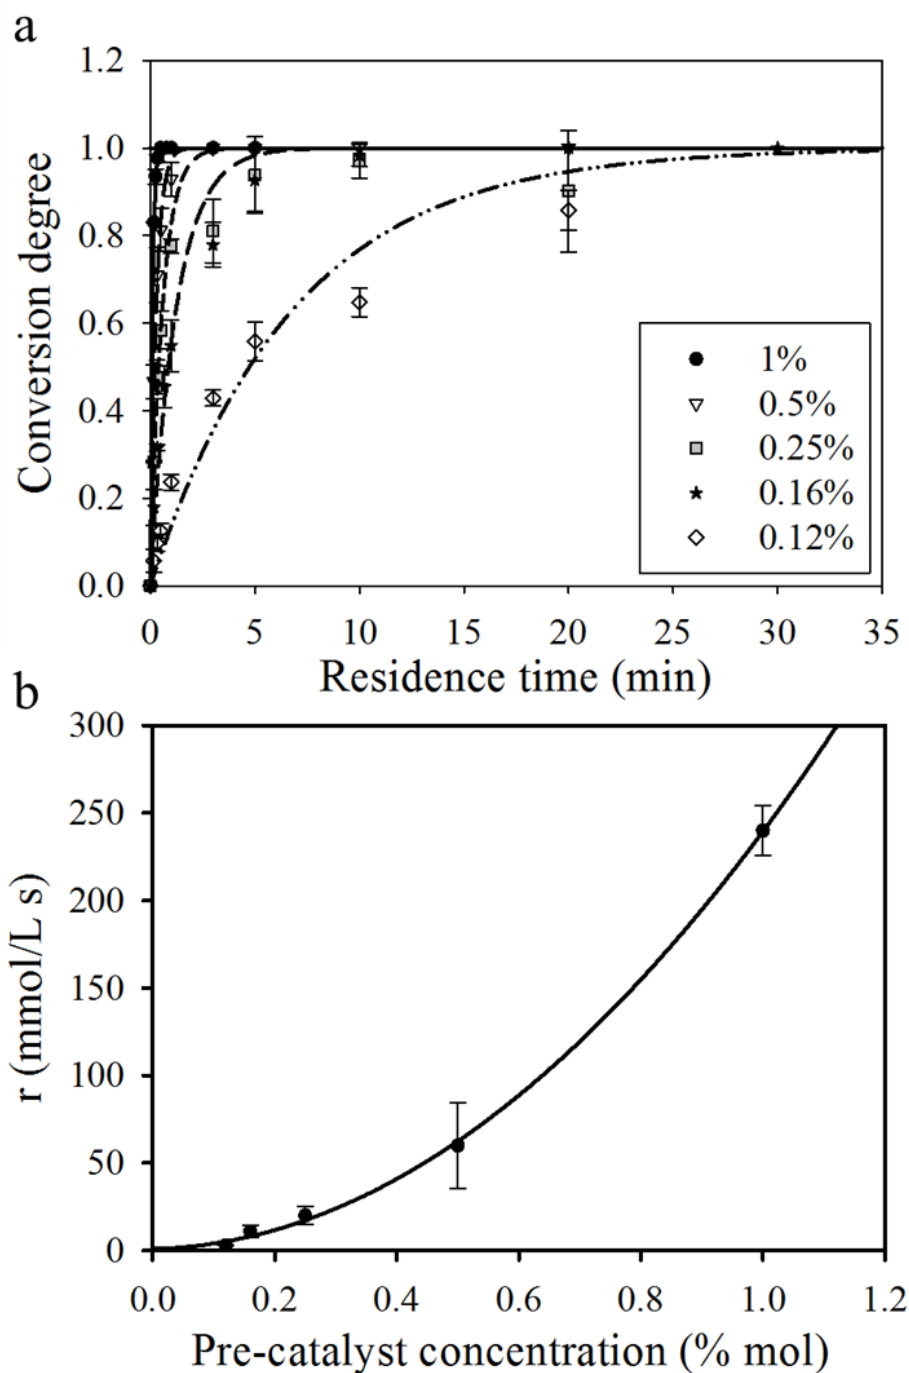 a
1.2
1.0
0.8
0.6
0.4
0.2
0.0
Conversion degree
1%
0.5%
0.25%
0.16%
0.12%
0 5 10 15 20 25 30 35
Residence time (min)
b
300
250
200
150
100
50
0
r (mmol/L s)
0.0 0.2 0.4 0.6 0.8 1.0 1.2
Pre-catalyst concentration (% mol)